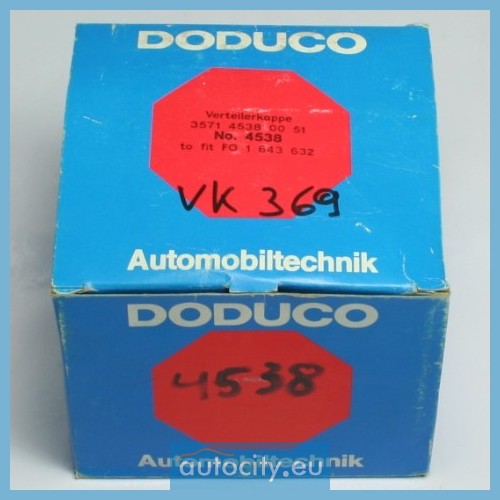 DODUCO
Verteilerkappe
3571 4538 00 51
No. 4538
to fit FO 1 643 632
VK 369
Automobiltechnik
DODUCO
4538
Automobiltechnik
autocity.eu